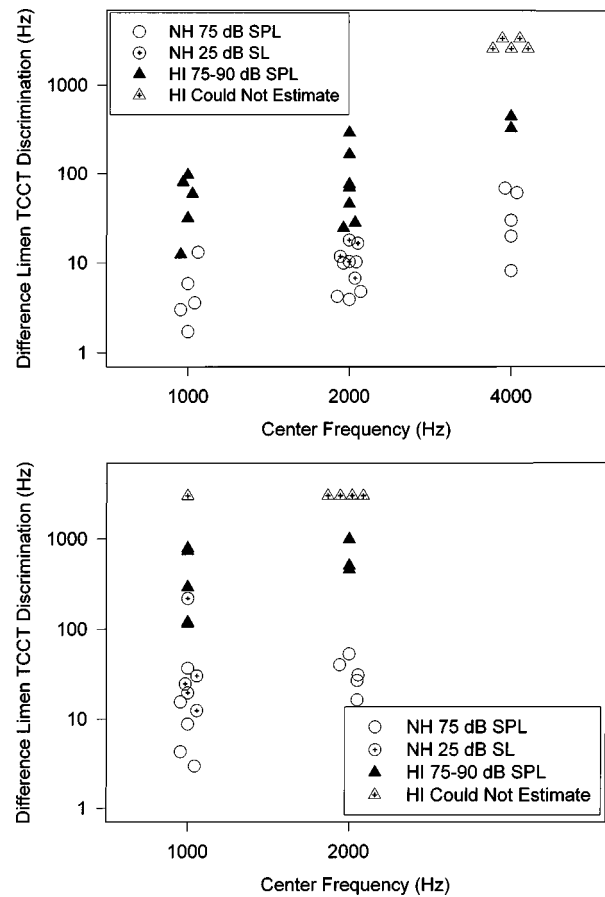 NH 75 dB SPL
NH 25 dB SL
HI 75-90 dB SPL
HI Could Not Estimate
Difference Limen TCCT Discrimination (Hz)
1000
100
10
1
1000
2000
4000
Center Frequency (Hz)
Difference Limen TCCT Discrimination (Hz)
1000
100
10
1
NH 75 dB SPL
NH 25 dB SL
HI 75-90 dB SPL
HI Could Not Estimate
1000
2000
Center Frequency (Hz)